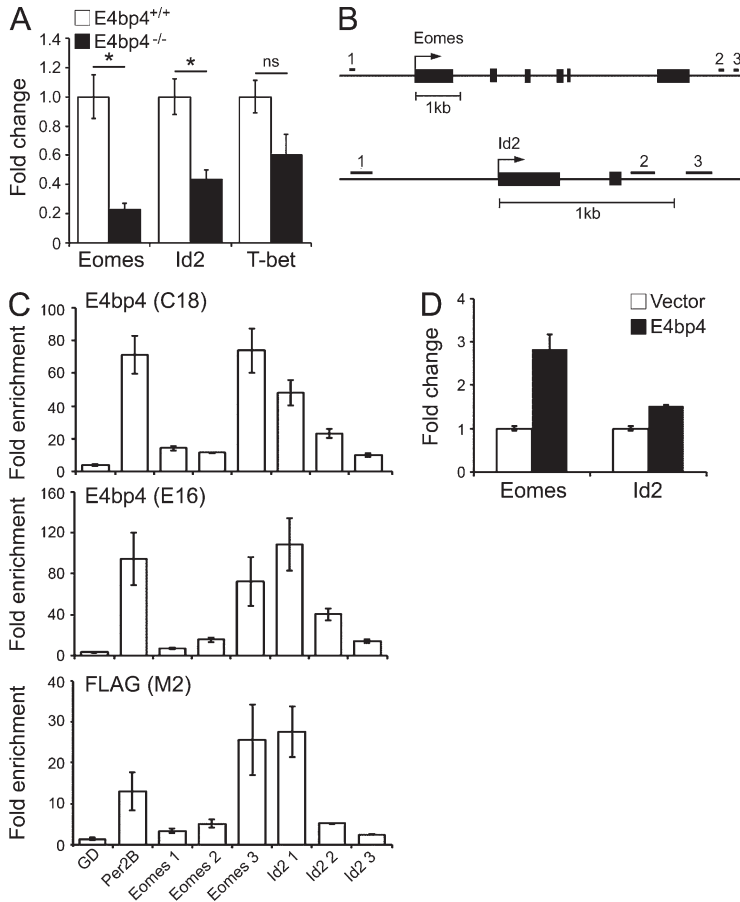 A
E4bp4+/+
E4bp4-/-
Fold change
1.4
1.2
1.0
0.8
0.6
0.4
0.2
0
*
*
ns
Eomes Id2 T-bet
B
Eomes
1 2 3
1kb
Id2
1 2 3
1kb
C
E4bp4 (C18)
Fold enrichment
100
80
60
40
20
0
E4bp4 (E16)
Fold enrichment
160
120
80
40
0
FLAG (M2)
Fold enrichment
40
30
20
10
0
GD Per2B Eomes 1 Eomes 2 Eomes 3 Id2 1 Id2 2 Id2 3
D
Vector
E4bp4
Fold change
4
3
2
1
0
Eomes Id2